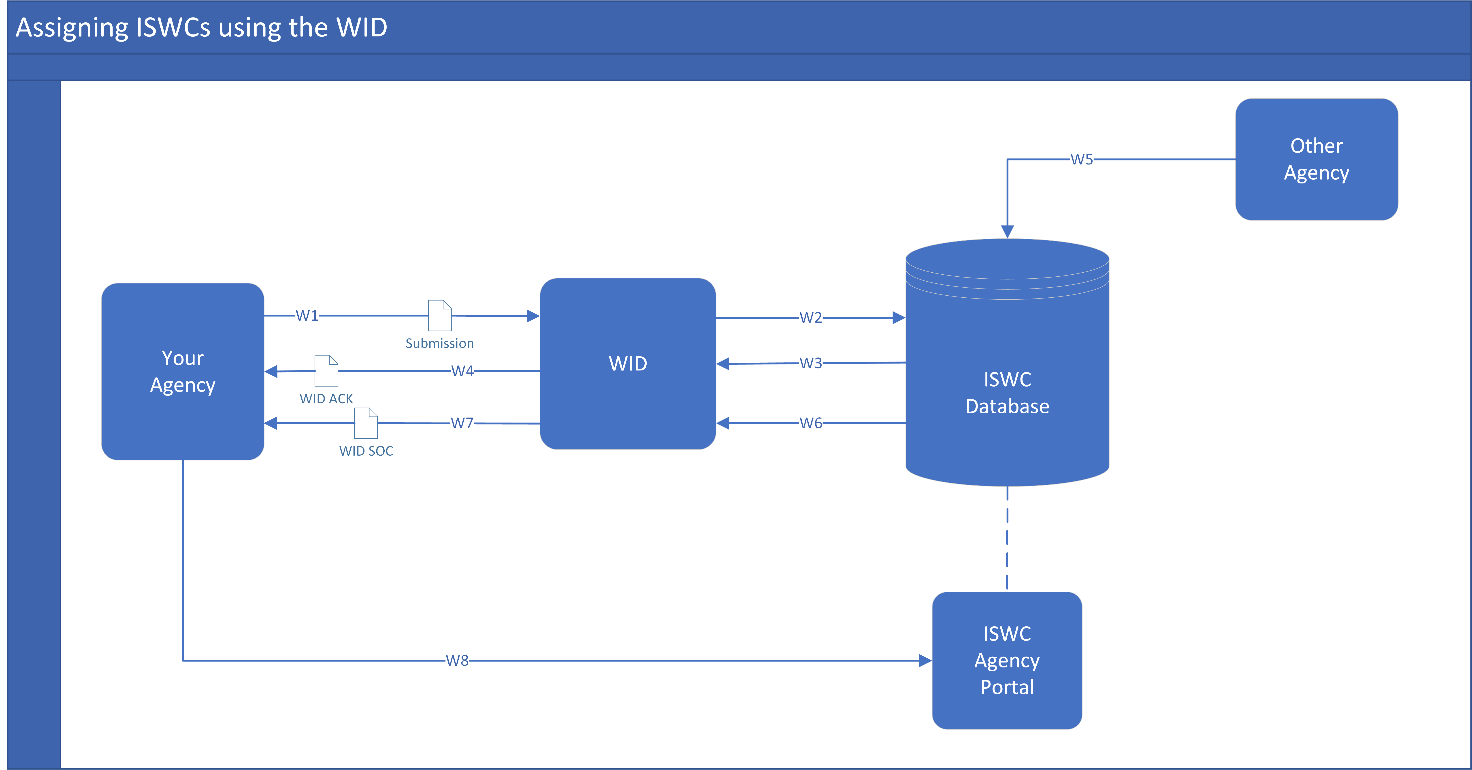 Assigning ISWCs using the WID
Other
Agency
W5
W1
Submission
W2
Your
Agency
WID
W3
W4
WID ACK
ISWC
Database
W7
WID SOC
W6
ISWC
Agency
Portal
W8